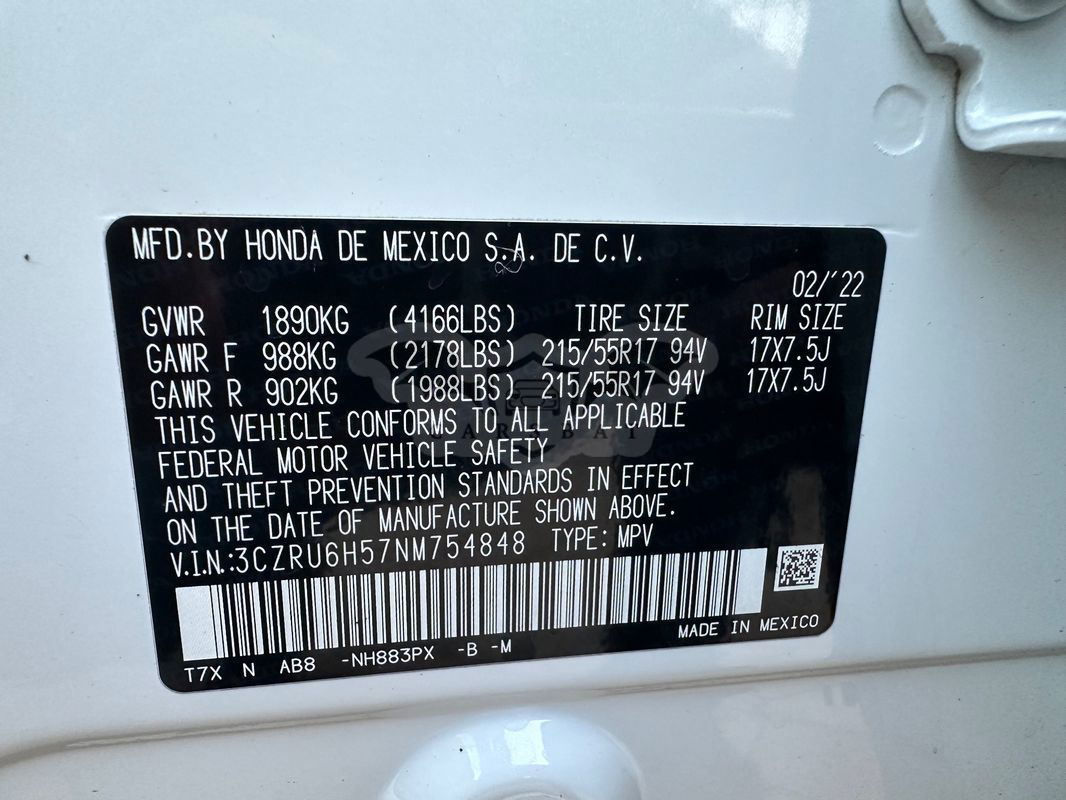 MFD.BY HONDA DE MEXICO S.A. DE C.V.
02/'22
GVWR 1890KG (4166LBS) TIRE SIZE RIM SIZE
GAWR F 988KG (2178LBS) 215/55R17 94V 17X7.5J
GAWR R 902KG (1988LBS) 215/55R17 94V 17X7.5J
THIS VEHICLE CONFORMS TO ALL APPLICABLE
FEDERAL MOTOR VEHICLE SAFETY
AND THEFT PREVENTION STANDARDS IN EFFECT
ON THE DATE OF MANUFACTURE SHOWN ABOVE.
V.I.N.:3CZRU6H57NM754848 TYPE: MPV
MADE IN MEXICO
T7X N AB8 -NH883PX -B -M